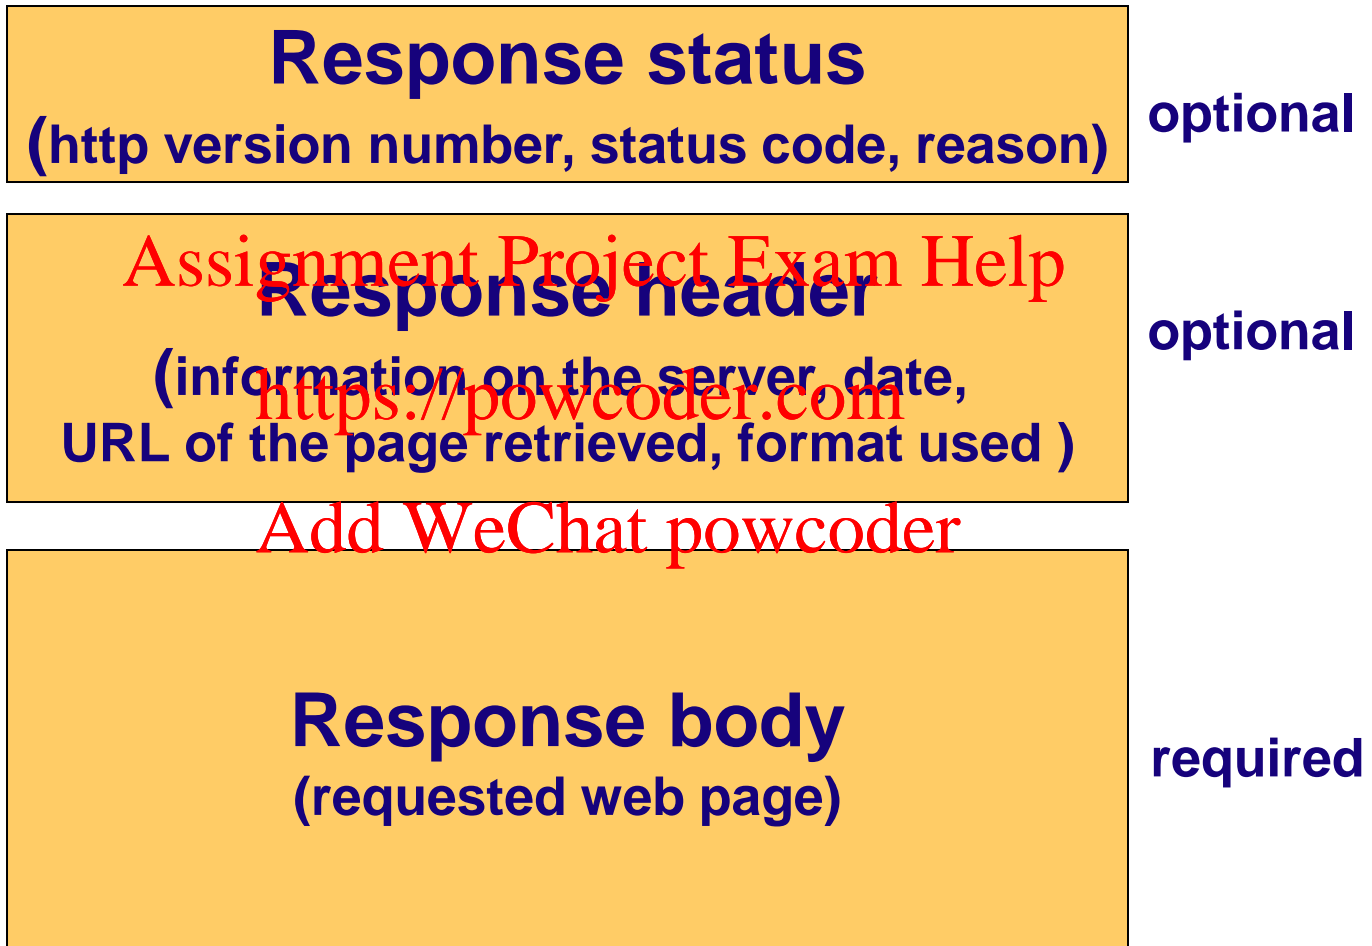 Response status
(http version number, status code, reason)
optional
Assignment Project Exam Help
Response header
optional
(information on the server, date,
https://powcoder.com
URL of the page retrieved, format used )
Add WeChat powcoder
Response body
(requested web page)
required